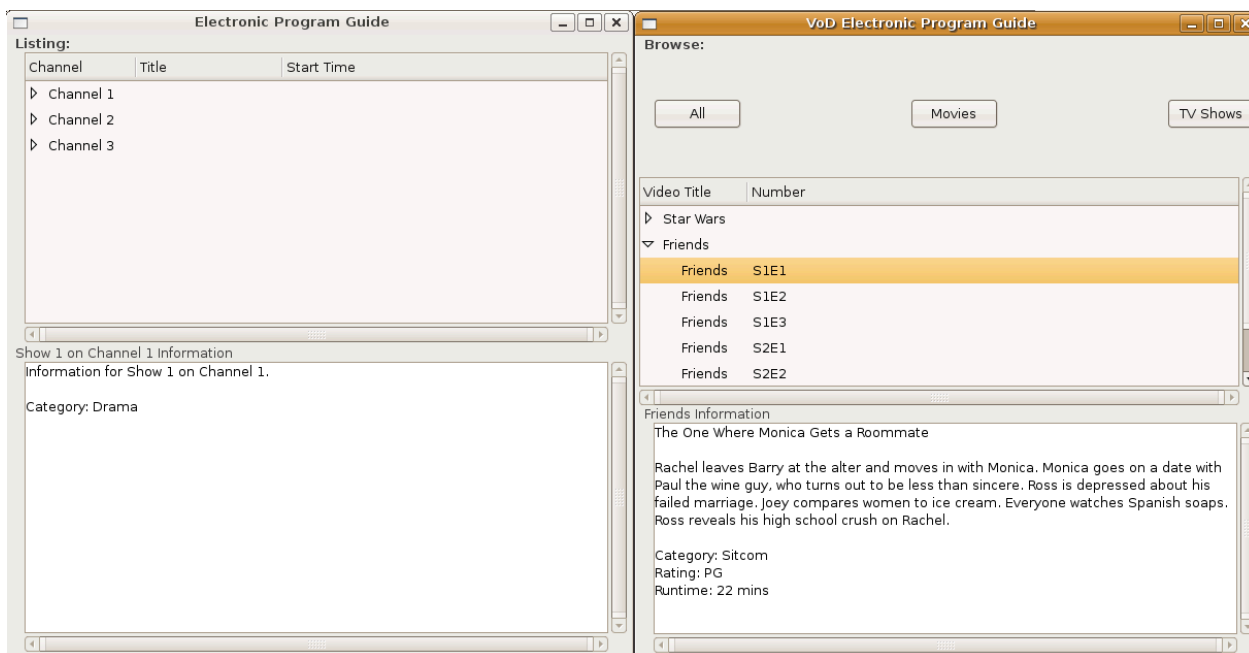 Electronic Program Guide
Listing:
Channel Title Start Time
Channel 1
Channel 2
Channel 3
Show 1 on Channel 1 Information
Information for Show 1 on Channel 1.
Category: Drama
VoD Electronic Program Guide
Browse:
All Movies TV Shows
Video Title Number
Star Wars
Friends
Friends S1E1
Friends S1E2
Friends S1E3
Friends S2E1
Friends S2E2
Friends Information
The One Where Monica Gets a Roommate
Rachel leaves Barry at the alter and moves in with Monica. Monica goes on a date with
Paul the wine guy, who turns out to be less than sincere. Ross is depressed about his
failed marriage. Joey compares women to ice cream. Everyone watches Spanish soaps.
Ross reveals his high school crush on Rachel.
Category: Sitcom
Rating: PG
Runtime: 22 mins